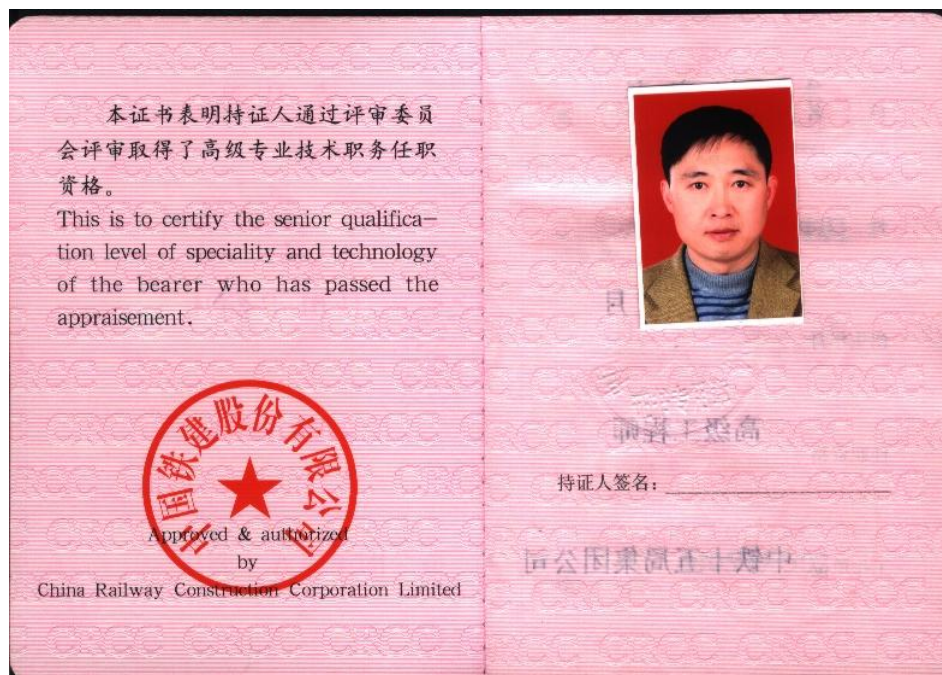 本证书表明持证人通过评审委员
会评审取得了高级专业技术职务任职
资格。
This is to certify the senior qualifica-
tion level of speciality and technology
of the bearer who has passed the
appraisement.
中国铁建股份有限公司
Approved & authorized
by
China Railway Construction Corporation Limited
月
高级工程师
持证人签名:
中铁十五局集团公司